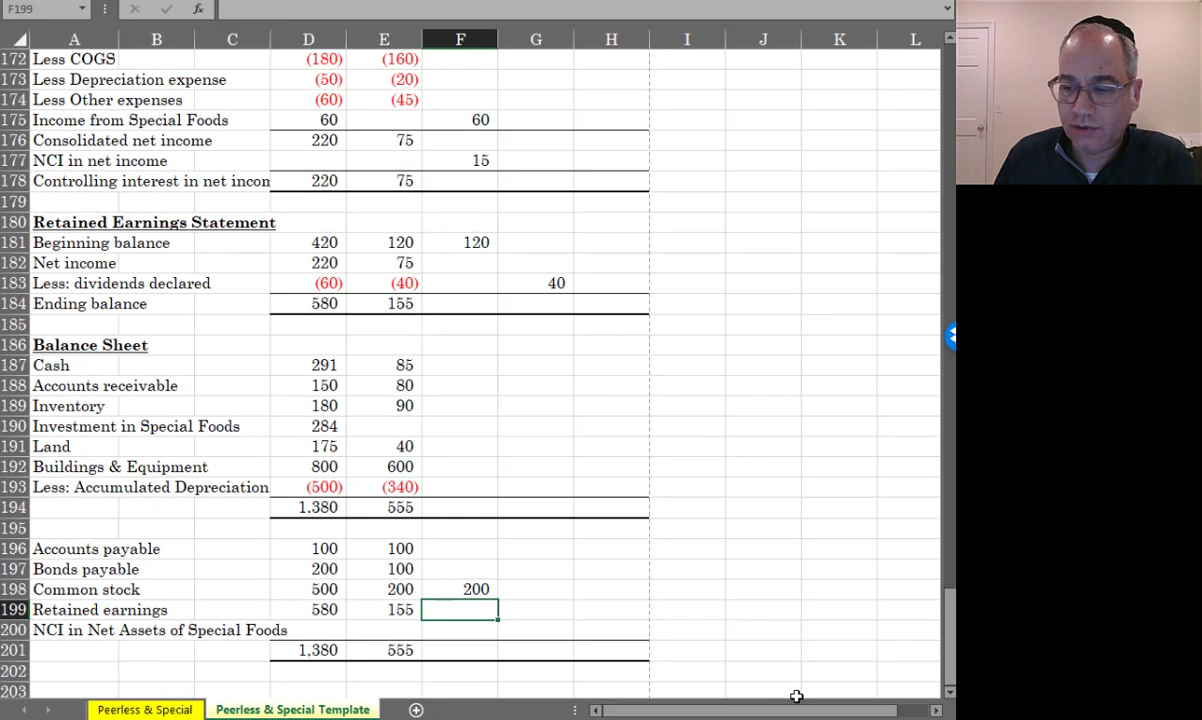 F199 fx
A B C D E F G H I J K L
172 Less COGS (180) (160)
173 Less Depreciation expense (50) (20)
174 Less Other expenses (60) (45)
175 Income from Special Foods 60 60
176 Consolidated net income 220 75
177 NCI in net income 15
178 Controlling interest in net incom 220 75
179
180 Retained Earnings Statement
181 Beginning balance 420 120 120
182 Net income 220 75
183 Less: dividends declared (60) (40) 40
184 Ending balance 580 155
185
186 Balance Sheet
187 Cash 291 85
188 Accounts receivable 150 80
189 Inventory 180 90
190 Investment in Special Foods 284
191 Land 175 40
192 Buildings & Equipment 800 600
193 Less: Accumulated Depreciation (500) (340)
194 1,380 555
195
196 Accounts payable 100 100
197 Bonds payable 200 100
198 Common stock 500 200 200
199 Retained earnings 580 155
200 NCI in Net Assets of Special Foods
201 1,380 555
202
203
Peerless & Special Peerless & Special Template